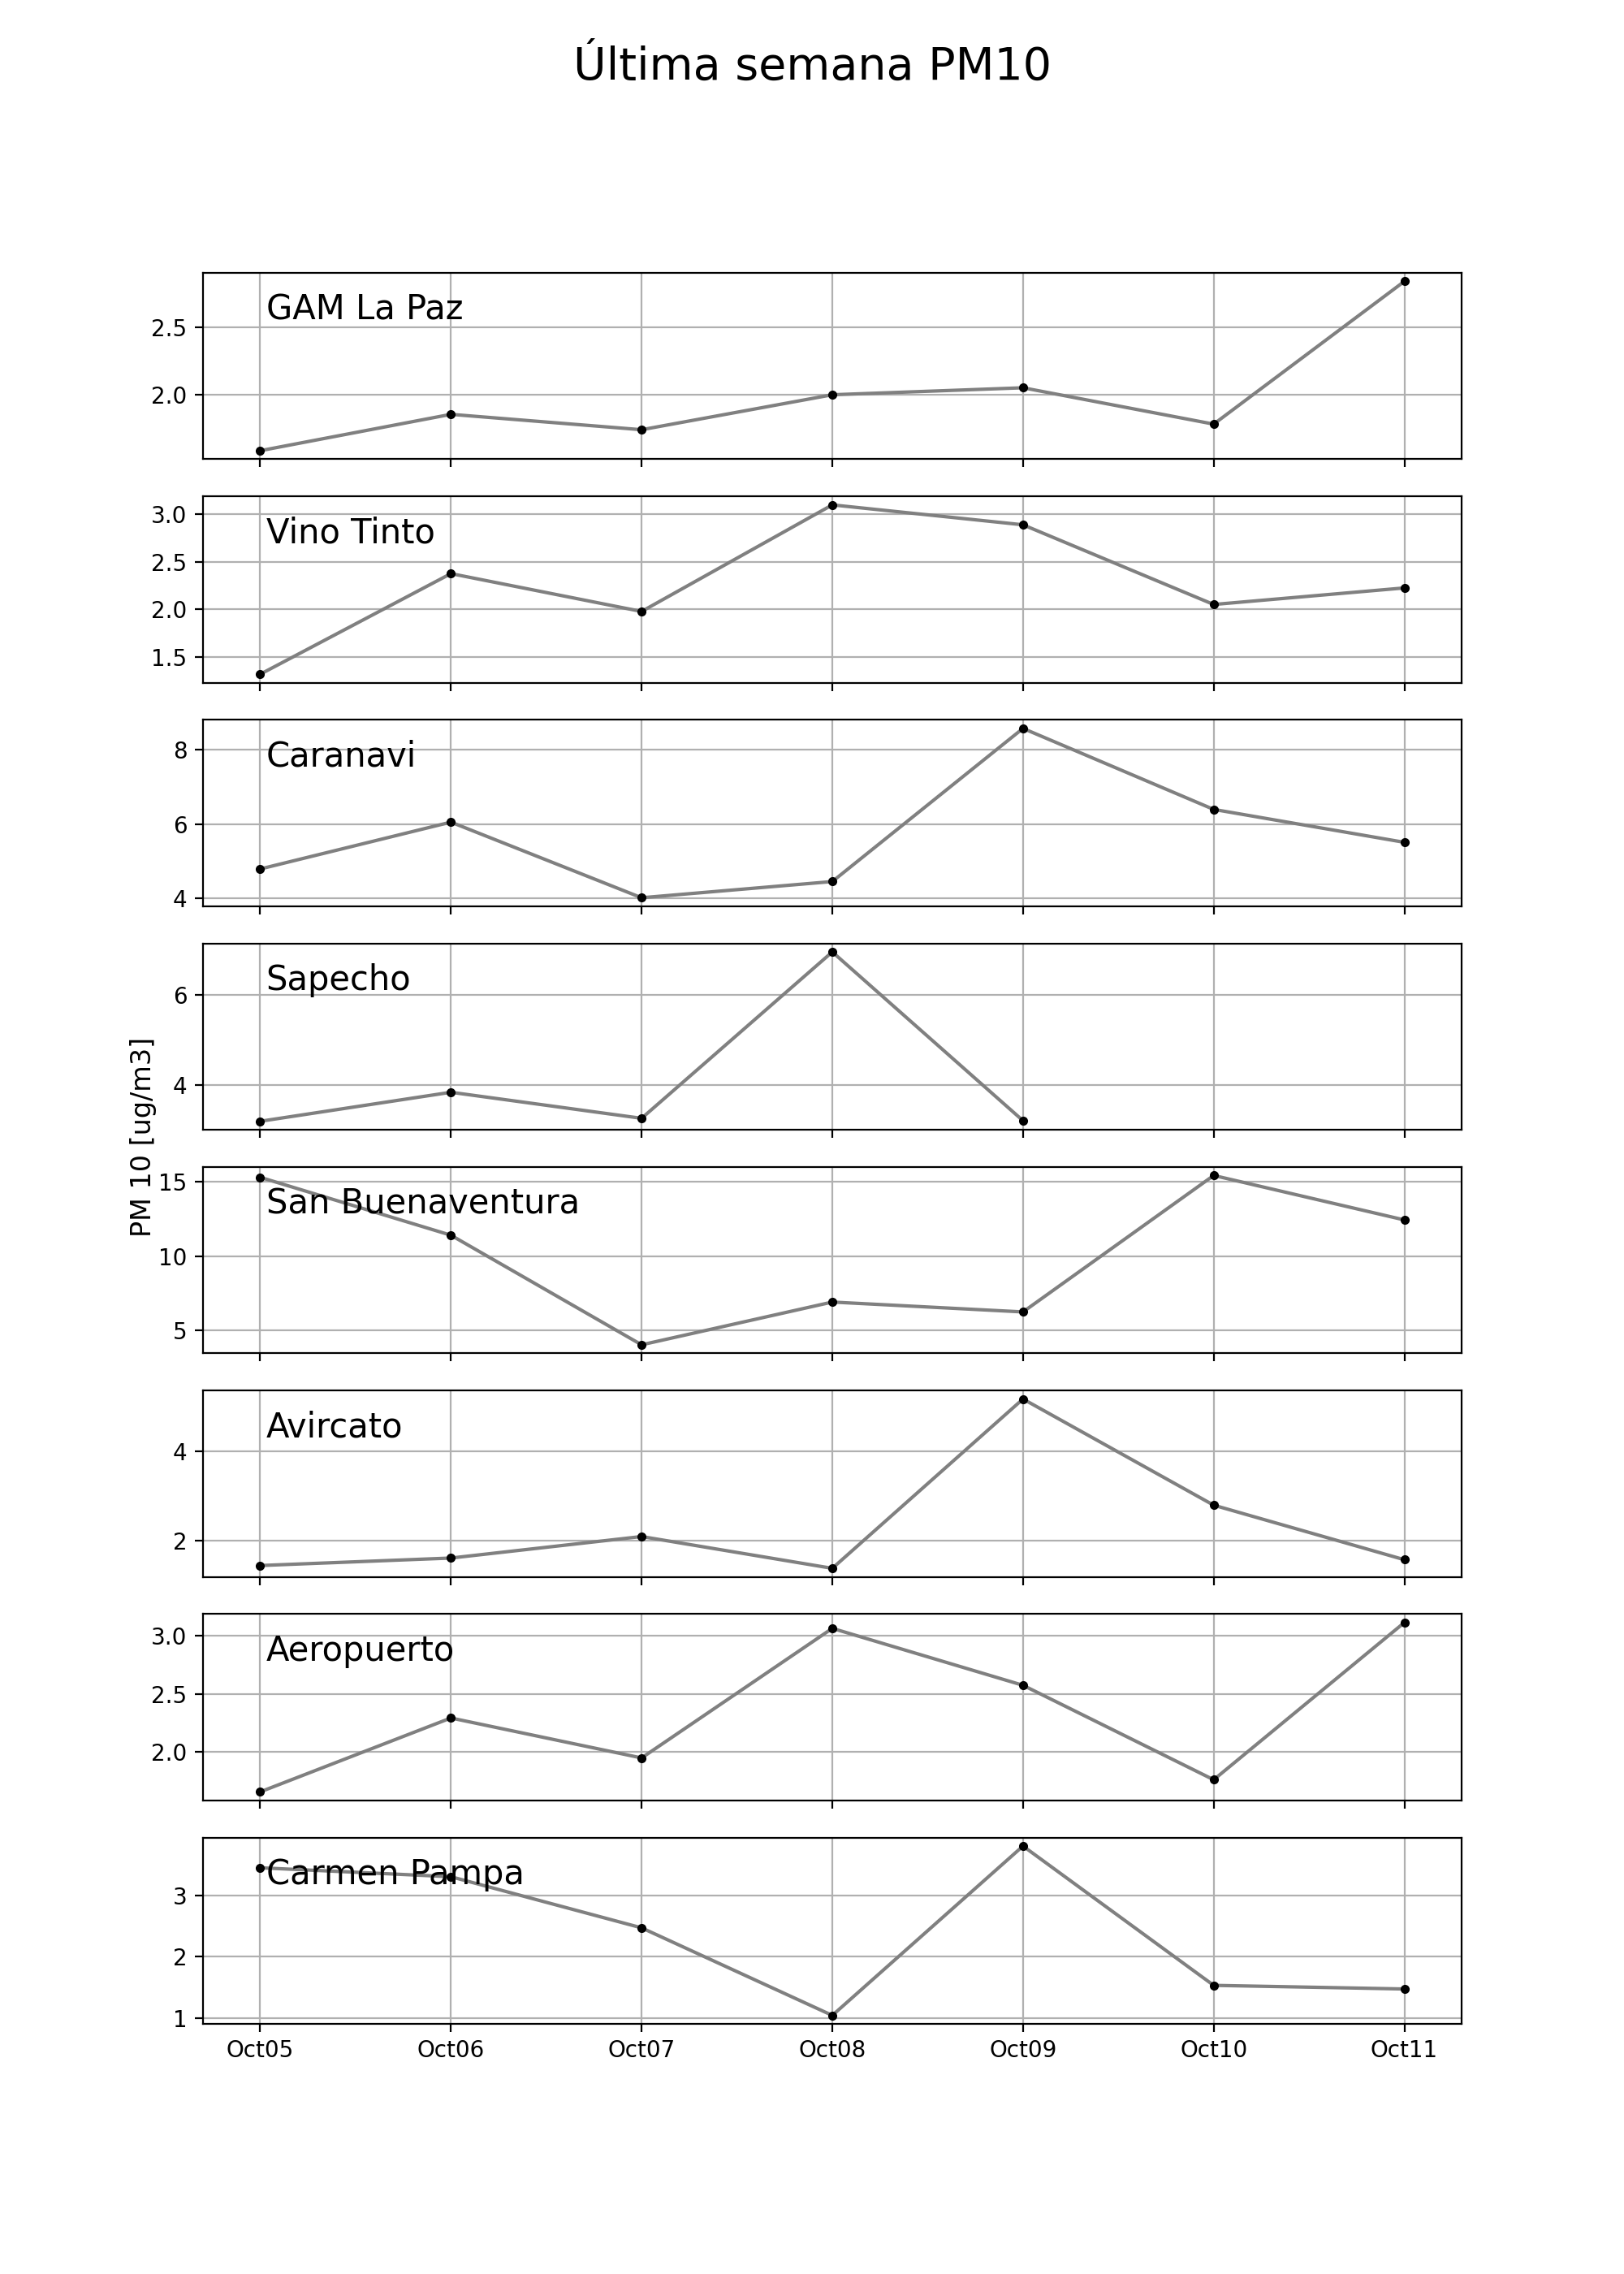 Última semana PM10
GAM La Paz
2.5
2.0
Vino Tinto
3.0
2.5
2.0
1.5
Caranavi
8
6
4
Sapecho
6
4
PM 10 [ug/m3]
San Buenaventura
15
10
5
Avircato
4
2
Aeropuerto
3.0
2.5
2.0
Carmen Pampa
3
2
1
Oct05 Oct06 Oct07 Oct08 Oct09 Oct10 Oct11